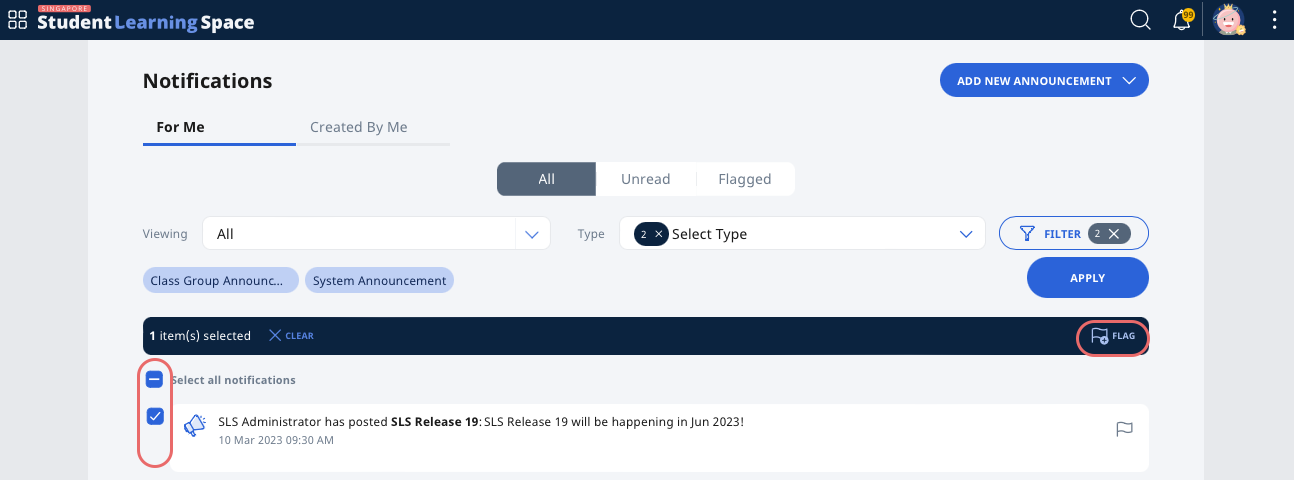 SINGAPORE
Student Learning Space
99
Notifications
ADD NEW ANNOUNCEMENT
For Me
Created By Me
All
Unread
Flagged
Viewing
All
Type
2 × Select Type
FILTER 2 ×
Class Group Announc...
System Announcement
APPLY
1 item(s) selected
CLEAR
FLAG
Select all notifications
SLS Administrator has posted SLS Release 19: SLS Release 19 will be happening in Jun 2023!
10 Mar 2023 09:30 AM